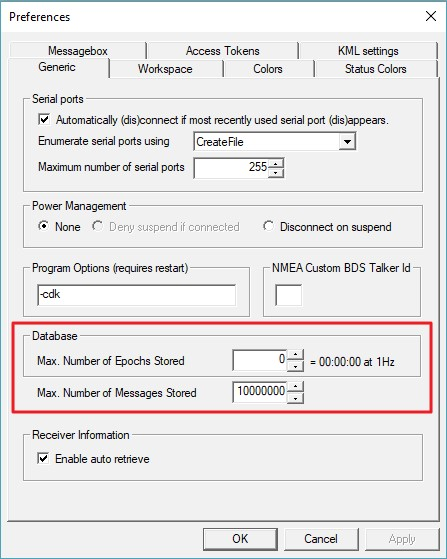 Preferences
Messagebox Access Tokens KML settings
Generic Workspace Colors Status Colors
Serial ports
Automatically (dis)connect if most recently used serial port (dis)appears.
Enumerate serial ports using CreateFile
Maximum number of serial ports 255
Power Management
None Deny suspend if connected Disconnect on suspend
Program Options (requires restart) NMEA Custom BDS Talker Id
-cdk
Database
Max. Number of Epochs Stored 0 = 00:00:00 at 1Hz
Max. Number of Messages Stored 10000000
Receiver Information
Enable auto retrieve
OK Cancel Apply